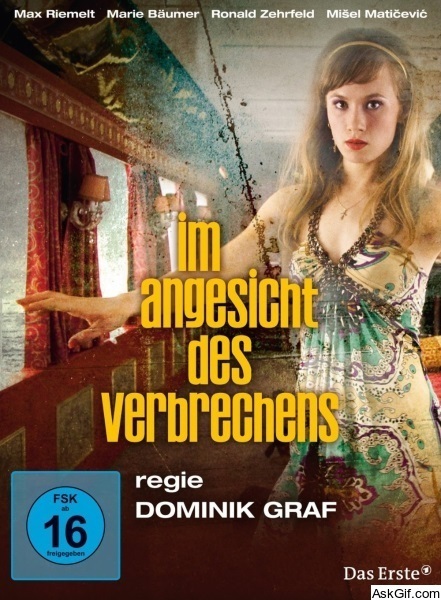 Max Riemelt Marie Bäumer Ronald Zehrfeld Mišel Matičević
im
angesicht
des
verbrechens
regie
DOMINIK GRAF
FSK
ab
16
freigegeben
Das Erste
AskGif.com